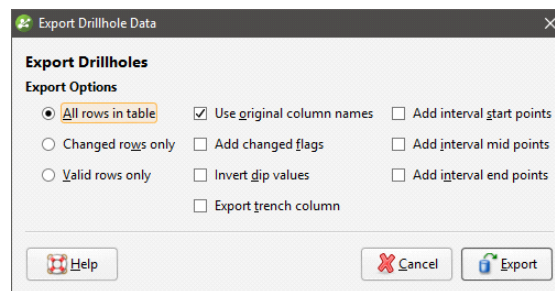 Export Drillhole Data
Export Drillholes
Export Options
All rows in table
Use original column names
Add interval start points
Changed rows only
Add changed flags
Add interval mid points
Valid rows only
Invert dip values
Add interval end points
Export trench column
Help
Cancel
Export